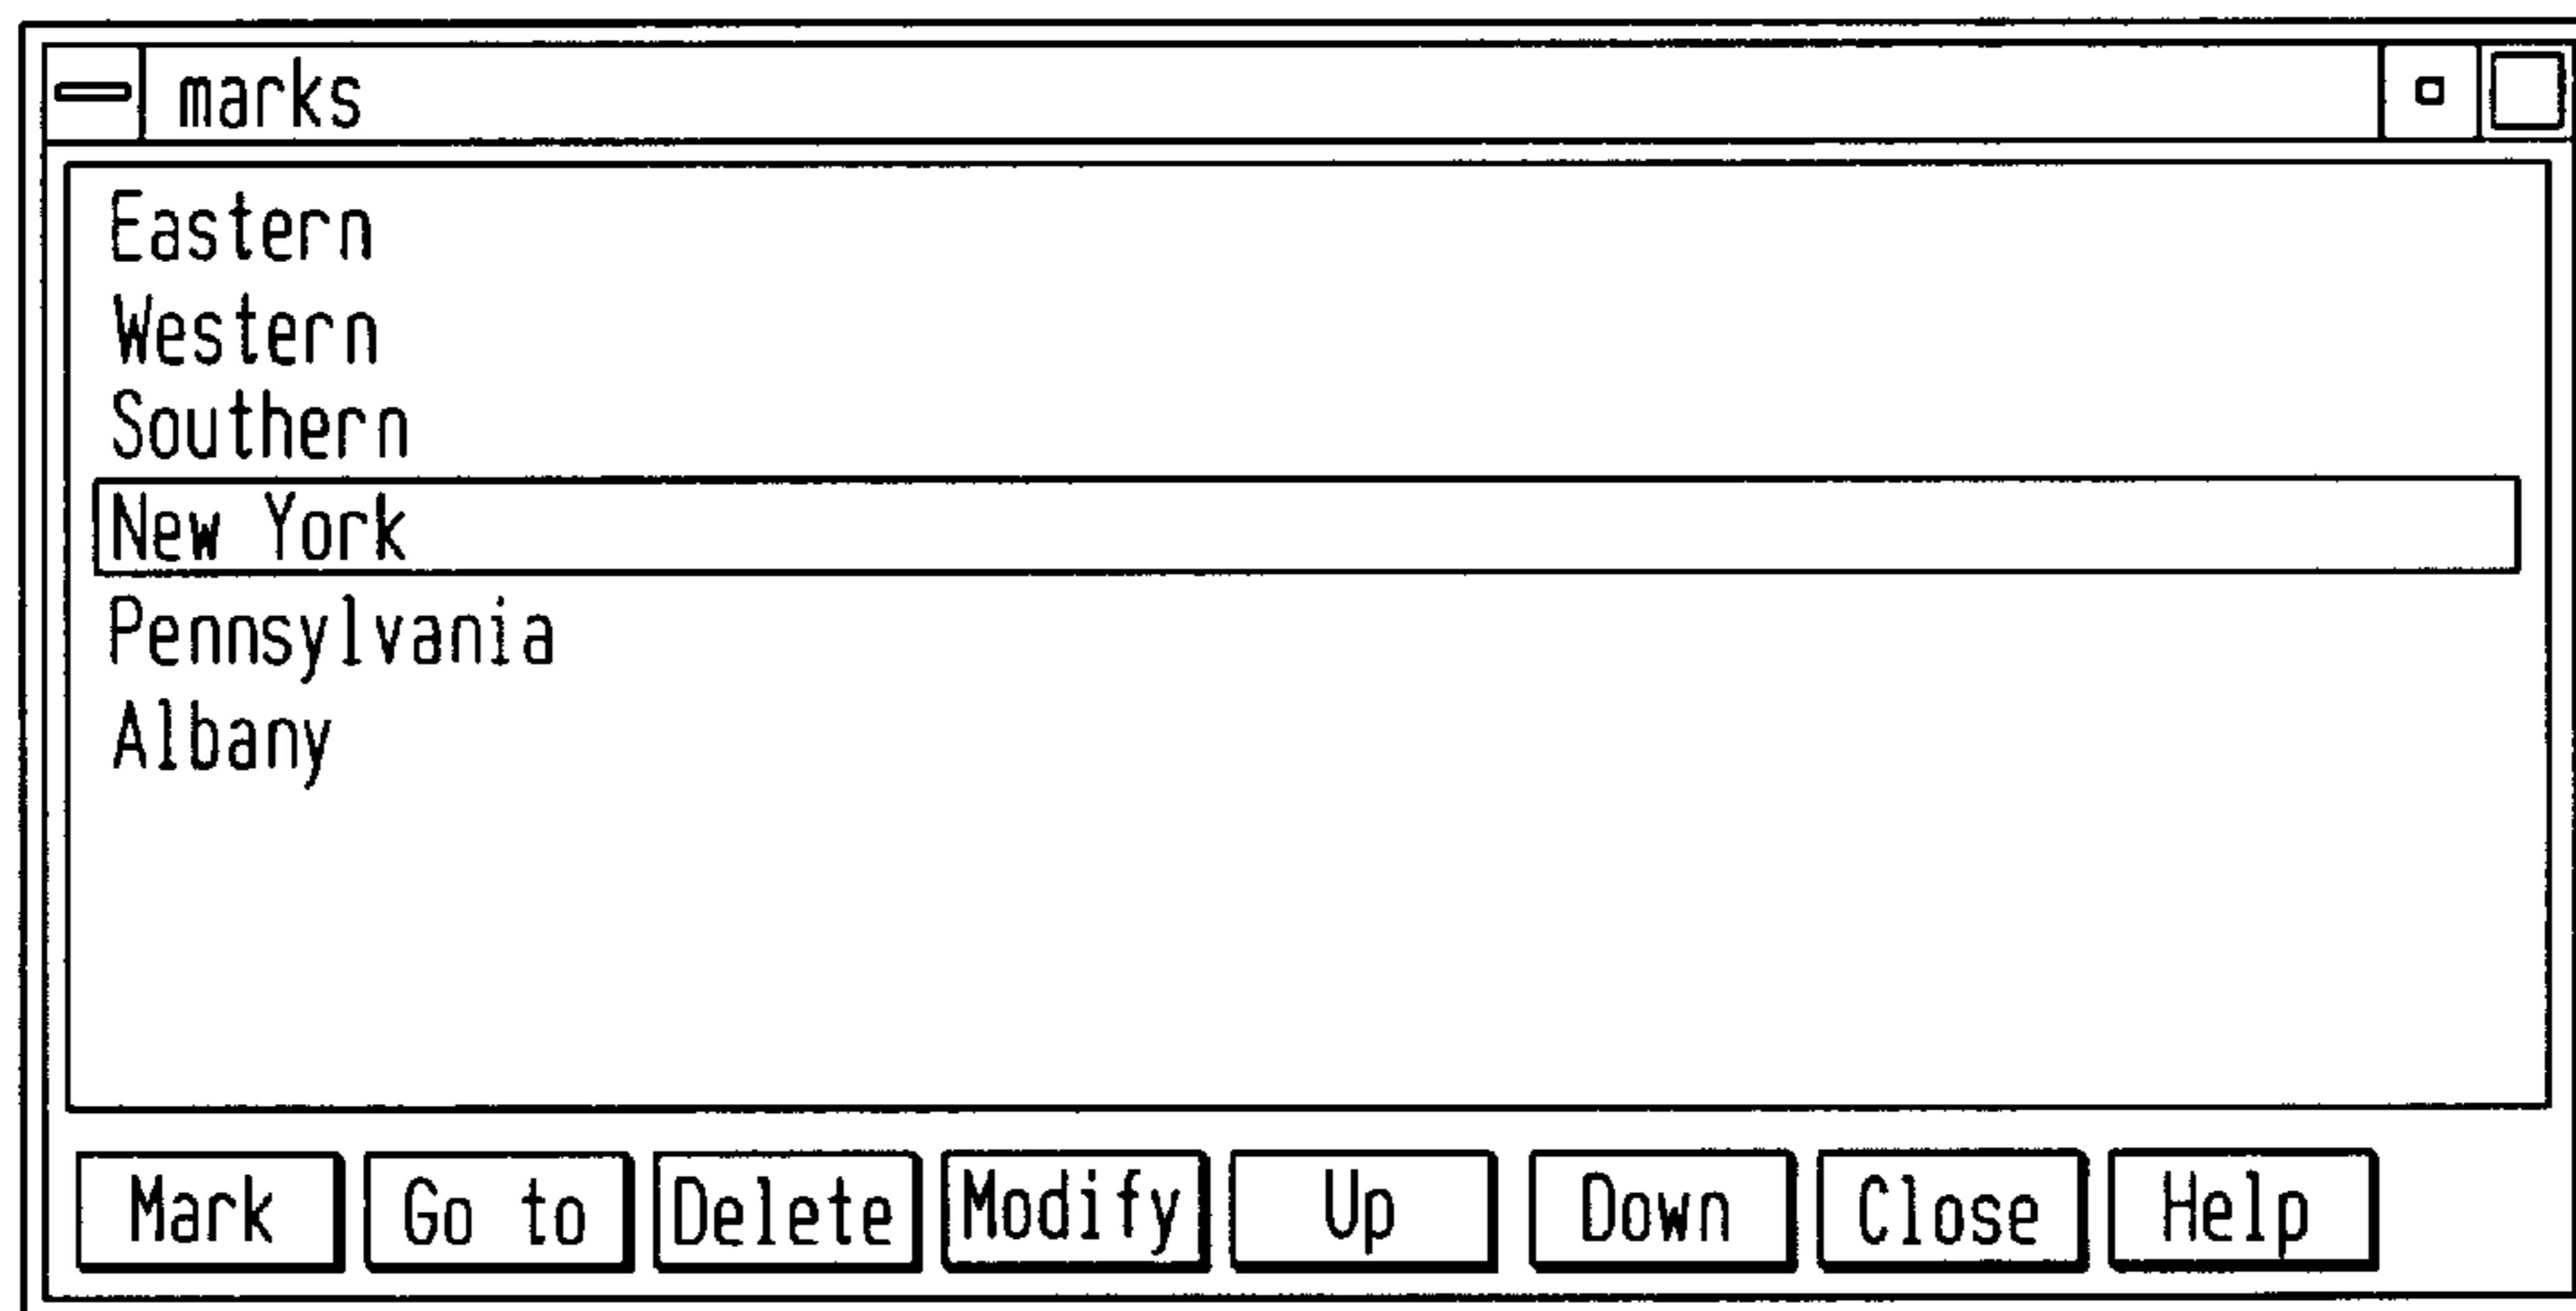 marks
Eastern
Western
Southern
New York
Pennsylvania
Albany
Mark Go to Delete Modify Up Down Close Help